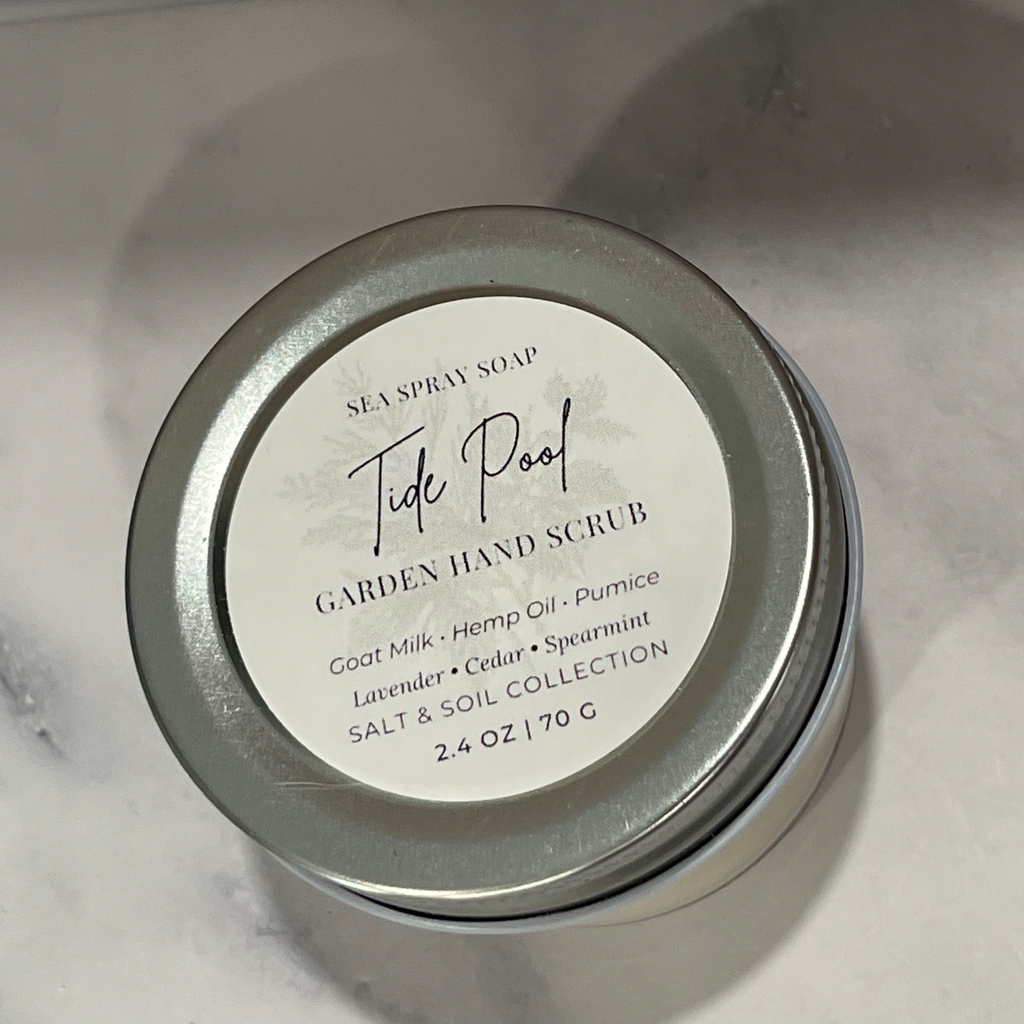 SEA SPRAY SOAP
Tide Pool
GARDEN HAND SCRUB
Goat Milk · Hemp Oil · Pumice
Lavender • Cedar • Spearmint
SALT & SOIL COLLECTION
2.4 OZ | 70 G